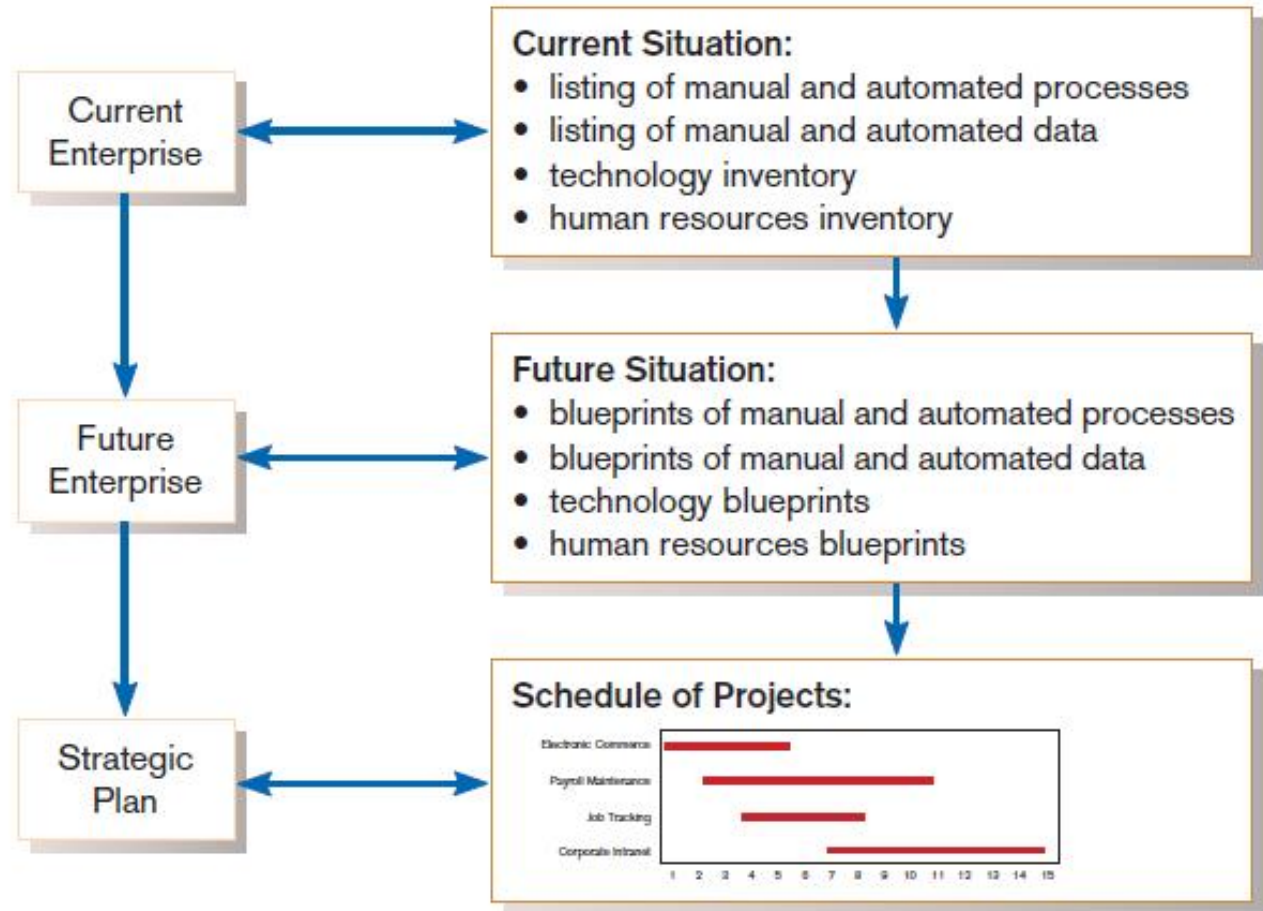 Current
Enterprise
Current Situation:
• listing of manual and automated processes
• listing of manual and automated data
• technology inventory
• human resources inventory
Future
Enterprise
Future Situation:
• blueprints of manual and automated processes
• blueprints of manual and automated data
• technology blueprints
• human resources blueprints
Strategic
Plan
Schedule of Projects:
Electronic Commerce
Payroll Maintenance
Job Tracking
Corporate Intranet
1 2 3 4 5 6 7 8 9 10 11 12 13 14 15